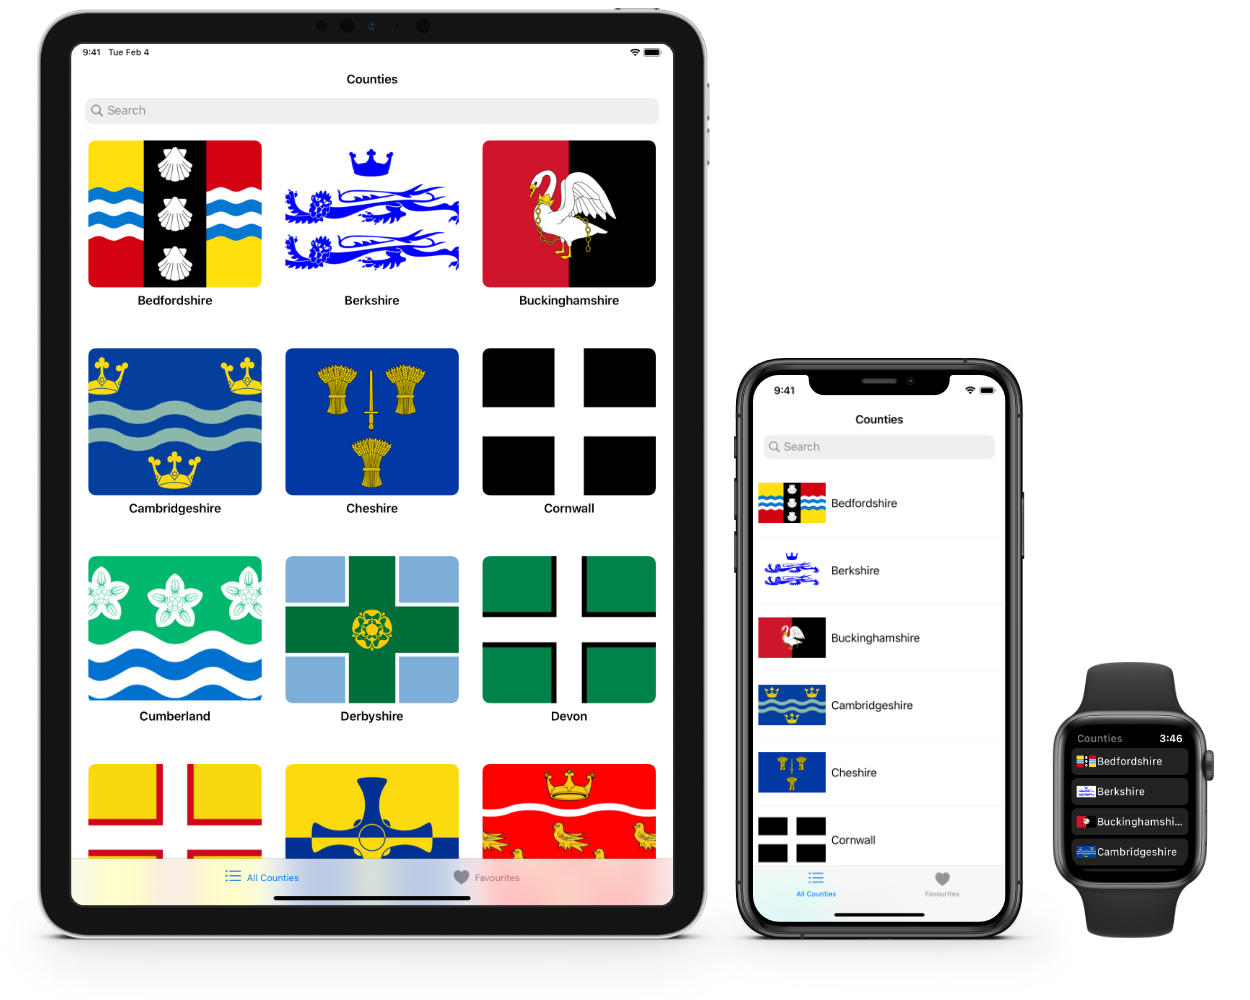 9:41 Tue Feb 4
Counties
Search
Bedfordshire
Berkshire
Buckinghamshire
Cambridgeshire
Cheshire
Cornwall
Cumberland
Derbyshire
Devon
All Counties
Favourites
9:41
Counties
Search
Bedfordshire
Berkshire
Buckinghamshire
Cambridgeshire
Cheshire
Cornwall
All Counties
Favourites
Counties 3:46
Bedfordshire
Berkshire
Buckinghamshi...
Cambridgeshire